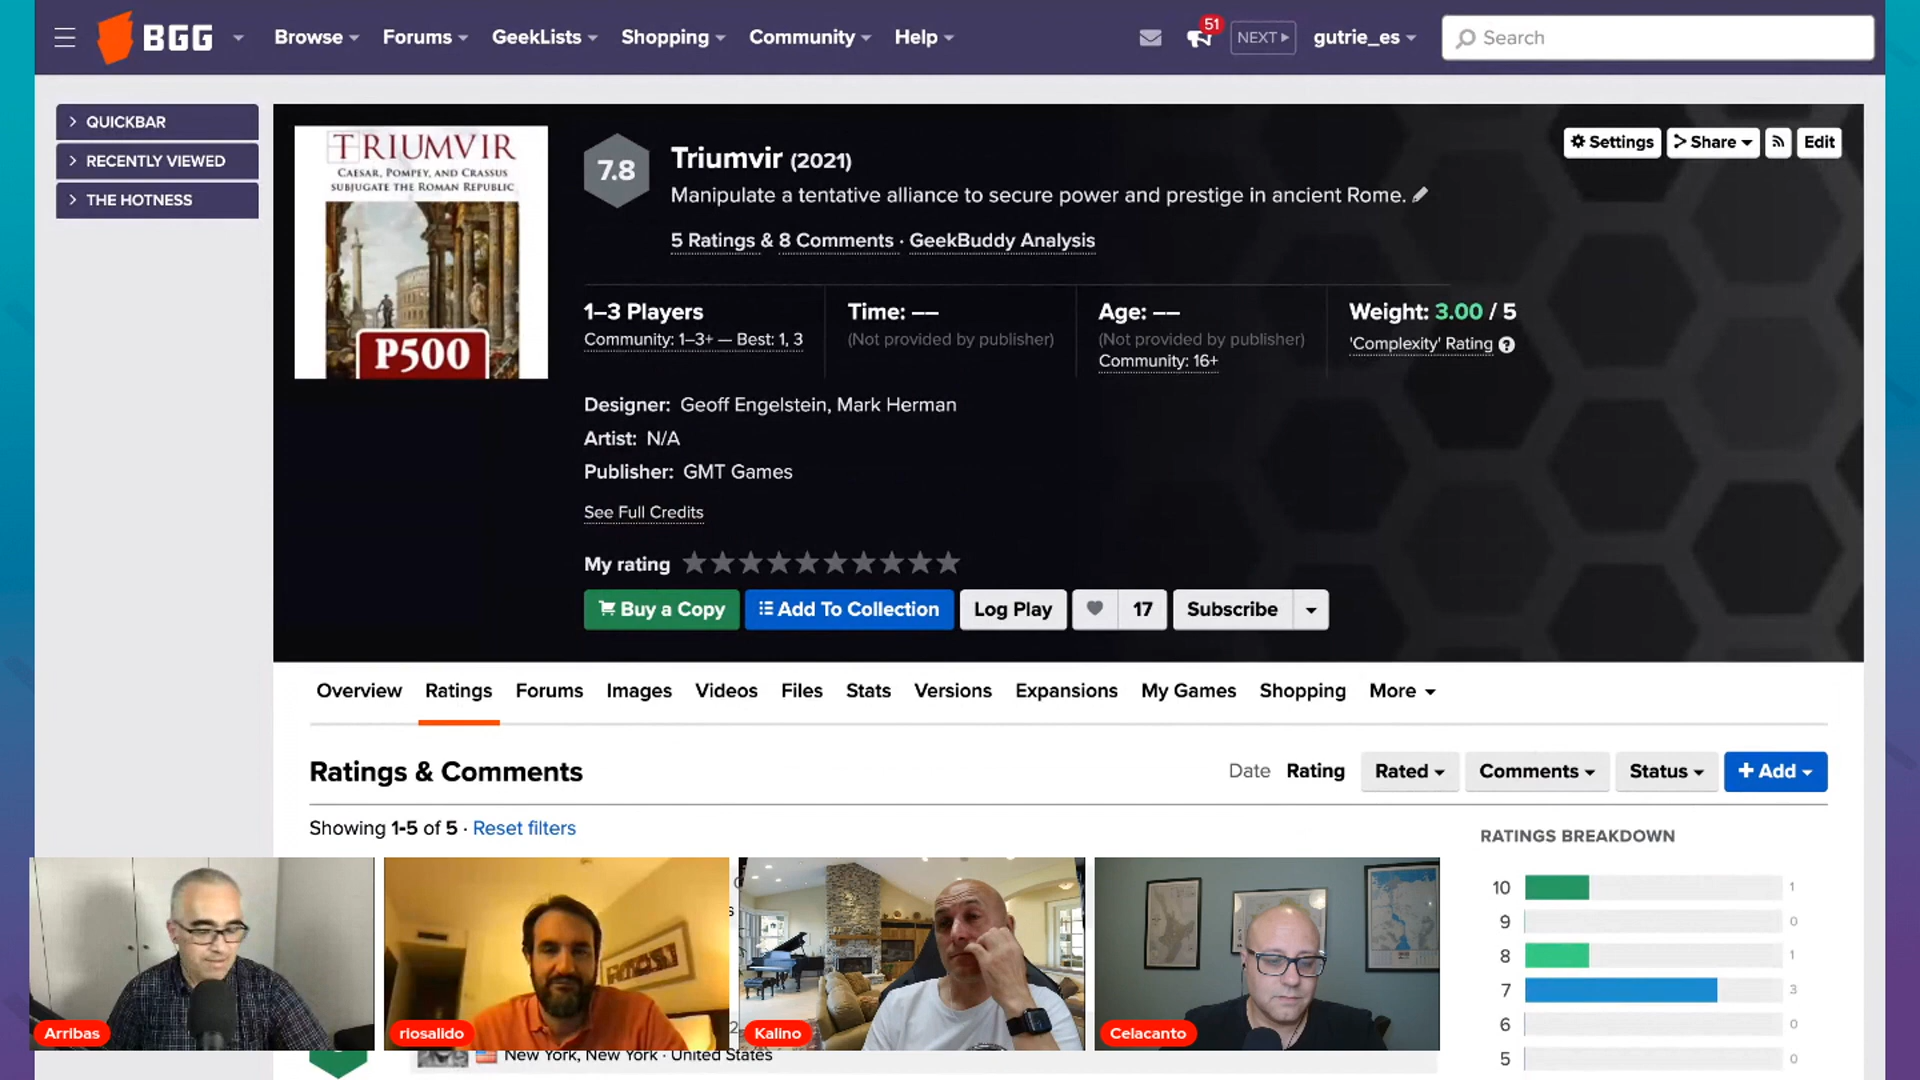 BGG
Browse
Forums
GeekLists
Shopping
Community
Help
51
NEXT
gutrie_es
Search
QUICKBAR
RECENTLY VIEWED
THE HOTNESS
TRIUMVIR
CAESAR, POMPEY, AND CRASSUS
SUBJUGATE THE ROMAN REPUBLIC
P500
7.8
Triumvir (2021)
Manipulate a tentative alliance to secure power and prestige in ancient Rome.
5 Ratings & 8 Comments · GeekBuddy Analysis
Settings
Share
Edit
1–3 Players
Community: 1–3+ — Best: 1, 3
Time: ––
(Not provided by publisher)
Age: ––
(Not provided by publisher)
Community: 16+
Weight: 3.00 / 5
'Complexity' Rating ?
Designer: Geoff Engelstein, Mark Herman
Artist: N/A
Publisher: GMT Games
See Full Credits
My rating
Buy a Copy
Add To Collection
Log Play
17
Subscribe
Overview
Ratings
Forums
Images
Videos
Files
Stats
Versions
Expansions
My Games
Shopping
More
Ratings & Comments
Date
Rating
Rated
Comments
Status
+ Add
Showing 1-5 of 5 · Reset filters
RATINGS BREAKDOWN
10 1
9 0
8 1
7 3
6 0
5 0
Arribas
riosalido
Kalino
Celacanto
New York, New York · United States